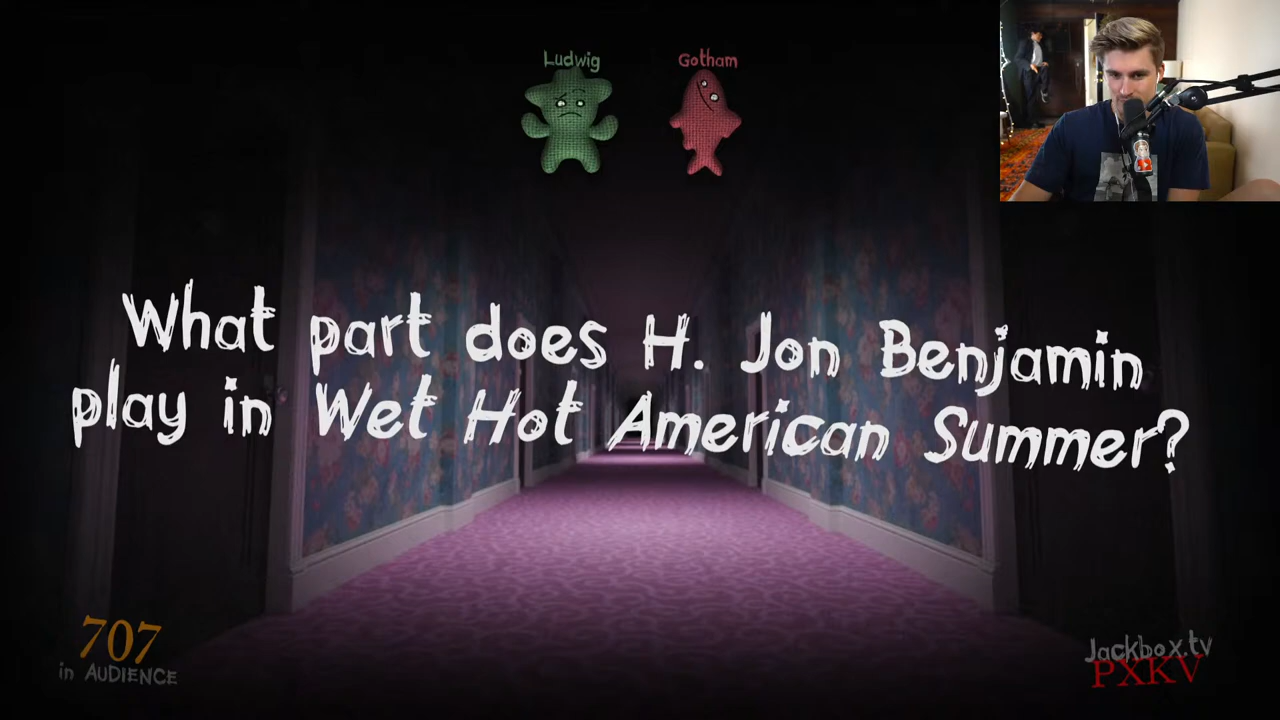 Ludwig
Gotham
What part does H. Jon Benjamin
play in Wet Hot American Summer?
707
in AUDIENCE
Jackbox.tv
PXKV